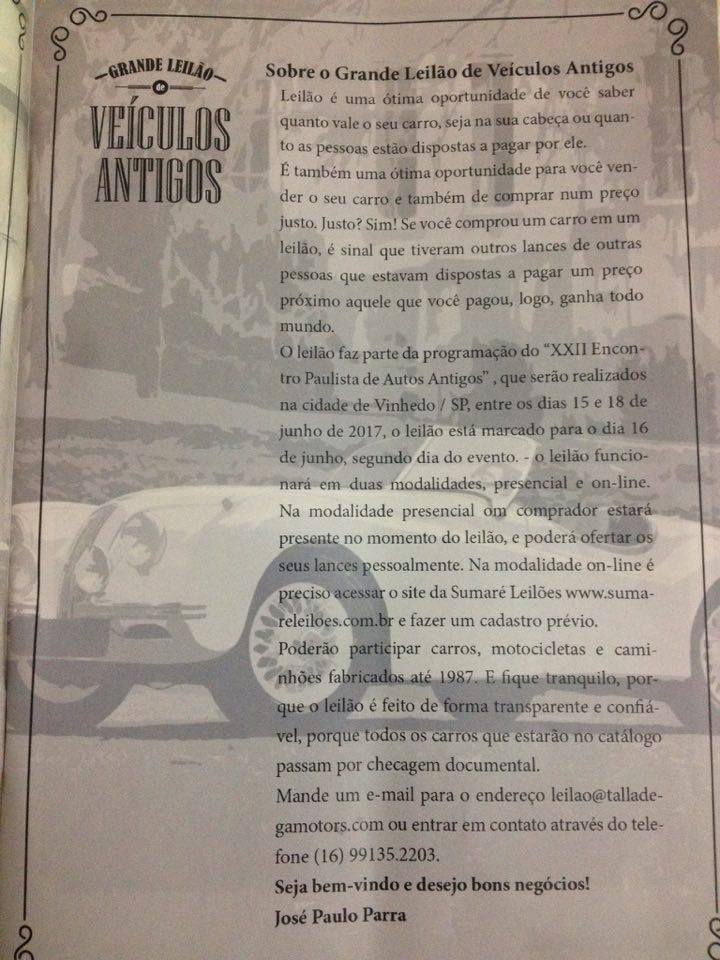 GRANDE LEILÃO
de
VEÍCULOS
ANTIGOS
Sobre o Grande Leilão de Veículos Antigos
Leilão é uma ótima oportunidade de você saber
quanto vale o seu carro, seja na sua cabeça ou quan-
to as pessoas estão dispostas a pagar por ele.
É também uma ótima oportunidade para você ven-
der o seu carro e também de comprar num preço
justo. Justo? Sim! Se você comprou um carro em um
leilão, é sinal que tiveram outros lances de outras
pessoas que estavam dispostas a pagar um preço
próximo aquele que você pagou, logo, ganha todo
mundo.
O leilão faz parte da programação do “XXII Encon-
tro Paulista de Autos Antigos” , que serão realizados
na cidade de Vinhedo / SP, entre os dias 15 e 18 de
junho de 2017, o leilão está marcado para o dia 16
de junho, segundo dia do evento. - o leilão funcio-
nará em duas modalidades, presencial e on-line.
Na modalidade presencial om comprador estará
presente no momento do leilão, e poderá ofertar os
seus lances pessoalmente. Na modalidade on-line é
preciso acessar o site da Sumaré Leilões www.suma-
releiloes.com.br e fazer um cadastro prévio.
Poderão participar carros, motocicletas e cami-
nhões fabricados até 1987. E fique tranquilo, por-
que o leilão é feito de forma transparente e confiá-
vel, porque todos os carros que estarão no catálogo
passam por checagem documental.
Mande um e-mail para o endereço leilao@tallade-
gamotors.com ou entrar em contato através do tele-
fone (16) 99135.2203.
Seja bem-vindo e desejo bons negócios!
José Paulo Parra